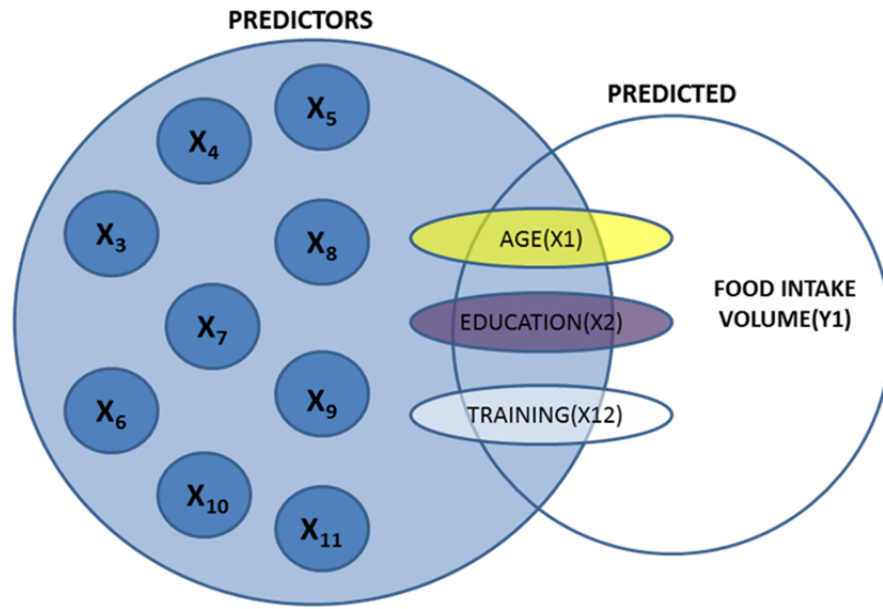 PREDICTORS
PREDICTED
X5
X4
X3
X8
AGE(X1)
FOOD INTAKE
VOLUME(Y1)
X7
EDUCATION(X2)
X6
X9
TRAINING(X12)
X10
X11